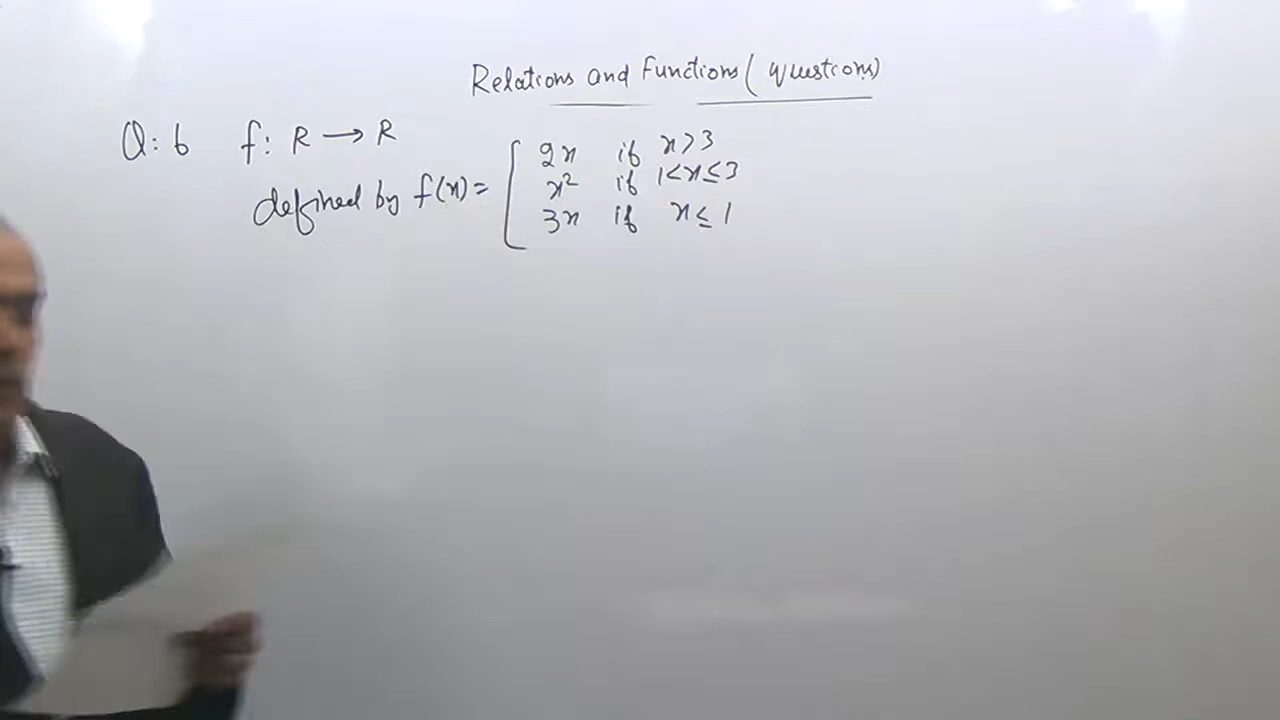 Relations and Functions (Questions)
Q: 6 f: R → R
defined by f(x) = { 2x if x > 3
x² if 1 < x ≤ 3
3x if x ≤ 1